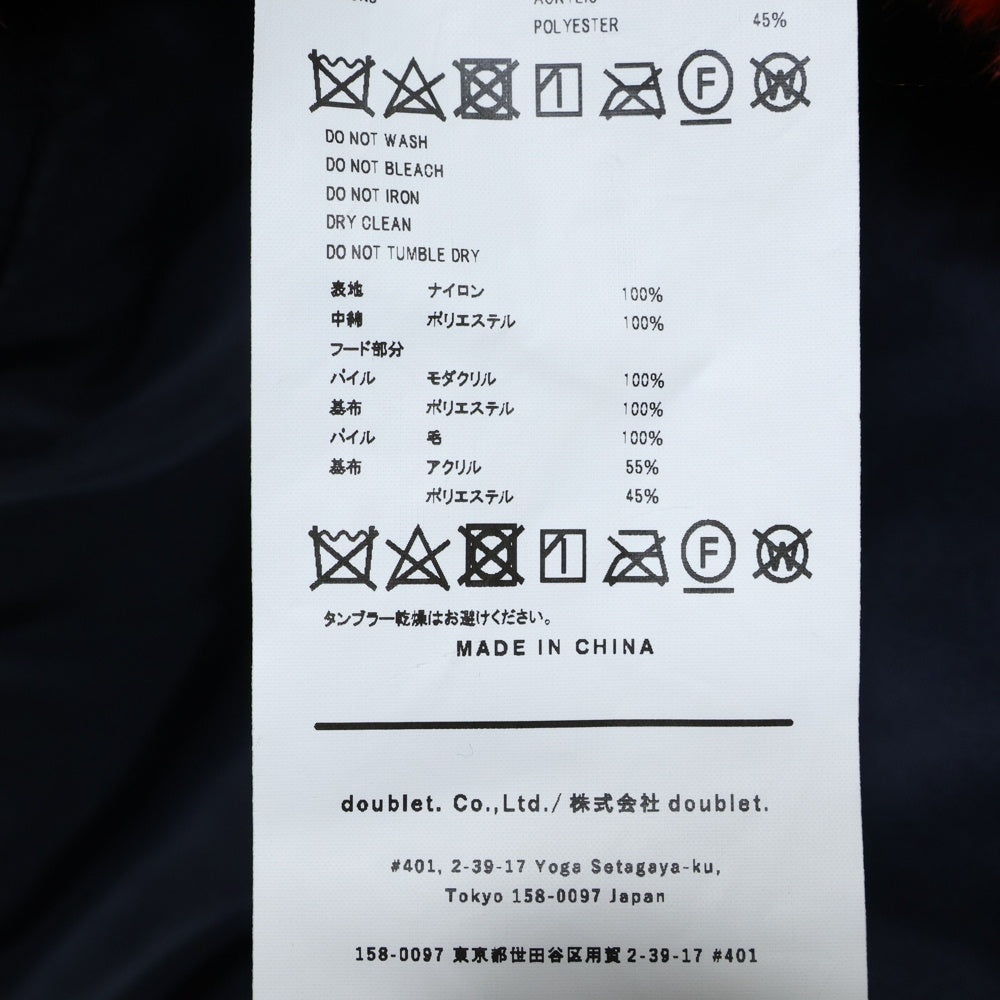 POLYESTER 45%
F W
DO NOT WASH
DO NOT BLEACH
DO NOT IRON
DRY CLEAN
DO NOT TUMBLE DRY
表地 ナイロン 100%
中綿 ポリエステル 100%
フード部分
パイル モダクリル 100%
基布 ポリエステル 100%
パイル 毛 100%
基布 アクリル 55%
ポリエステル 45%
F W
タンブラー乾燥はお避けください。
MADE IN CHINA
doublet. Co.,Ltd./ 株式会社 doublet.
#401, 2-39-17 Yoga Setagaya-ku,
Tokyo 158-0097 Japan
158-0097 東京都世田谷区用賀 2-39-17 #401